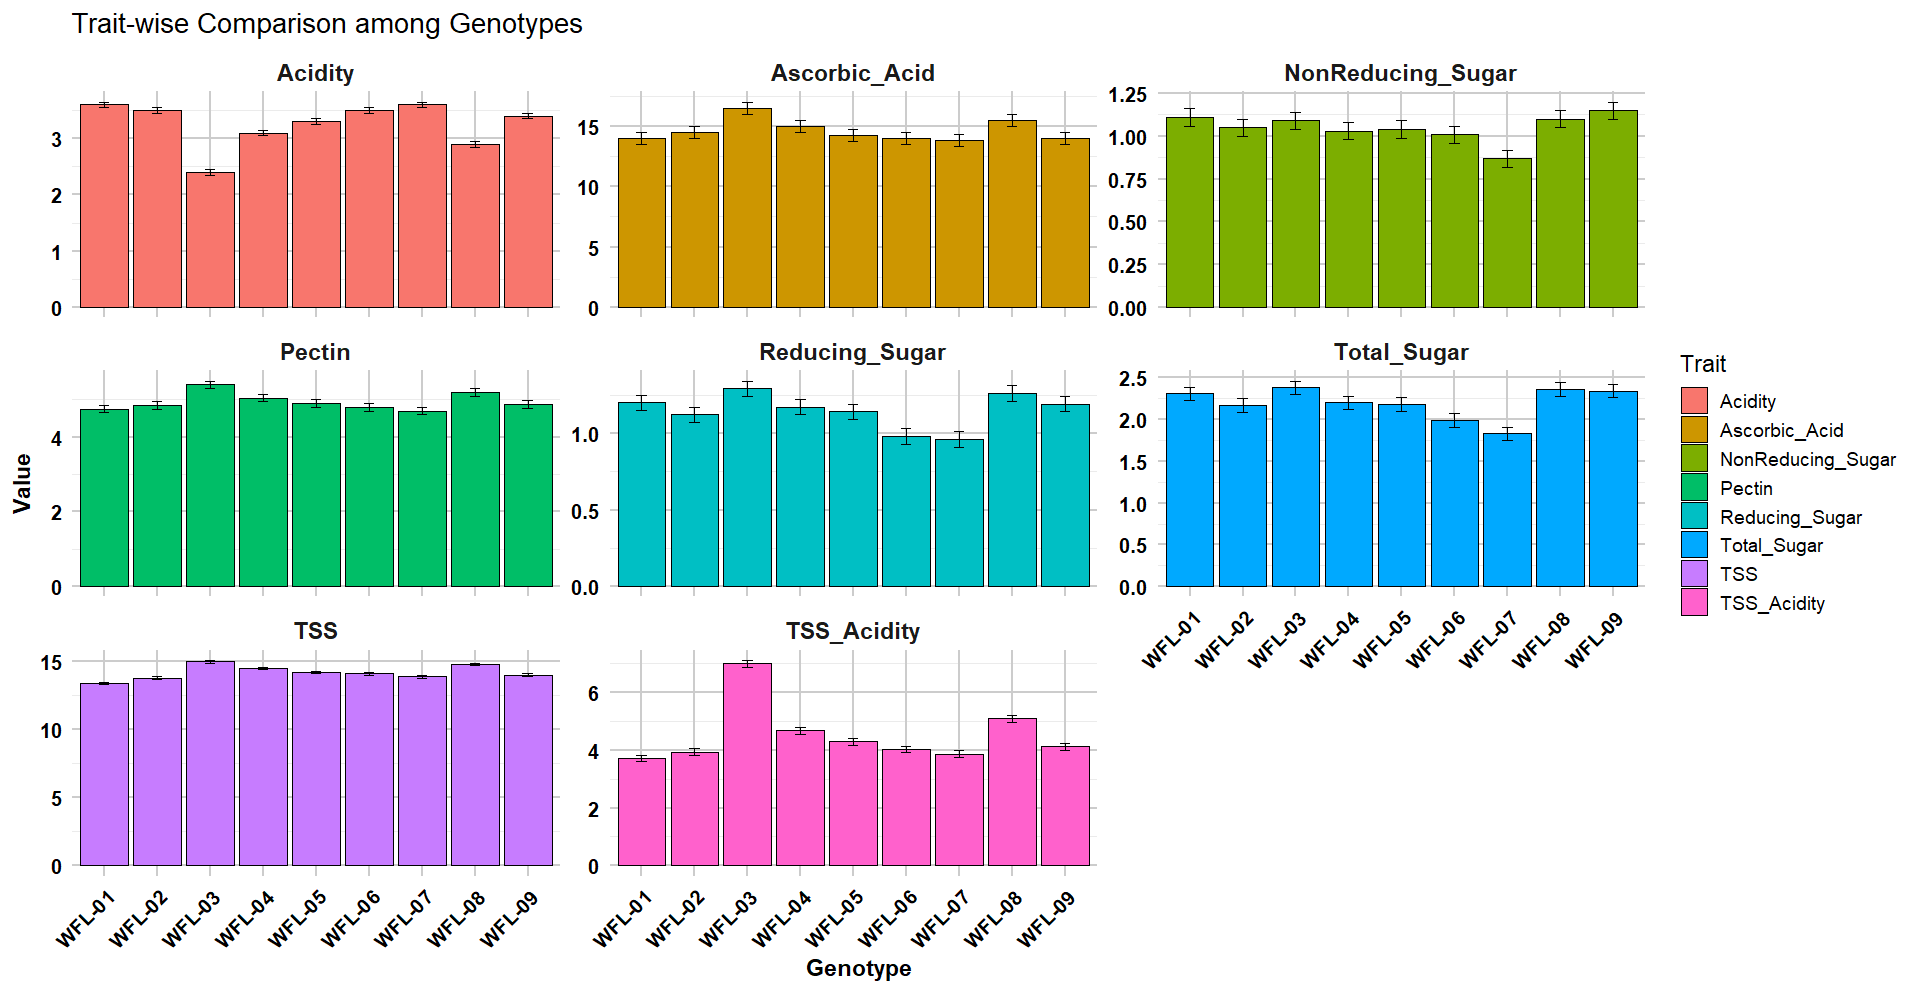 Trait-wise Comparison among Genotypes
Acidity
Ascorbic_Acid
NonReducing_Sugar
3
2
1
0
15
10
5
0
1.25
1.00
0.75
0.50
0.25
0.00
Pectin
Reducing_Sugar
Total_Sugar
Value
4
2
0
1.0
0.5
0.0
2.5
2.0
1.5
1.0
0.5
0.0
WFL-01
WFL-02
WFL-03
WFL-04
WFL-05
WFL-06
WFL-07
WFL-08
WFL-09
TSS
TSS_Acidity
15
10
5
0
6
4
2
0
WFL-01
WFL-02
WFL-03
WFL-04
WFL-05
WFL-06
WFL-07
WFL-08
WFL-09
WFL-01
WFL-02
WFL-03
WFL-04
WFL-05
WFL-06
WFL-07
WFL-08
WFL-09
Genotype
Trait
Acidity
Ascorbic_Acid
NonReducing_Sugar
Pectin
Reducing_Sugar
Total_Sugar
TSS
TSS_Acidity